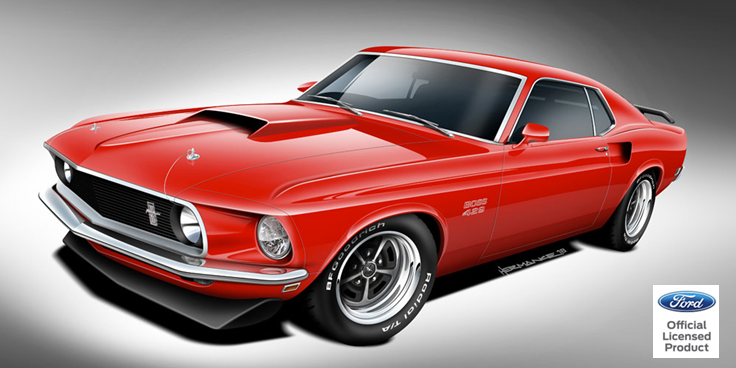 BOSS
429
BFGoodrich
Radial T/A
Ford
Official
Licensed
Product